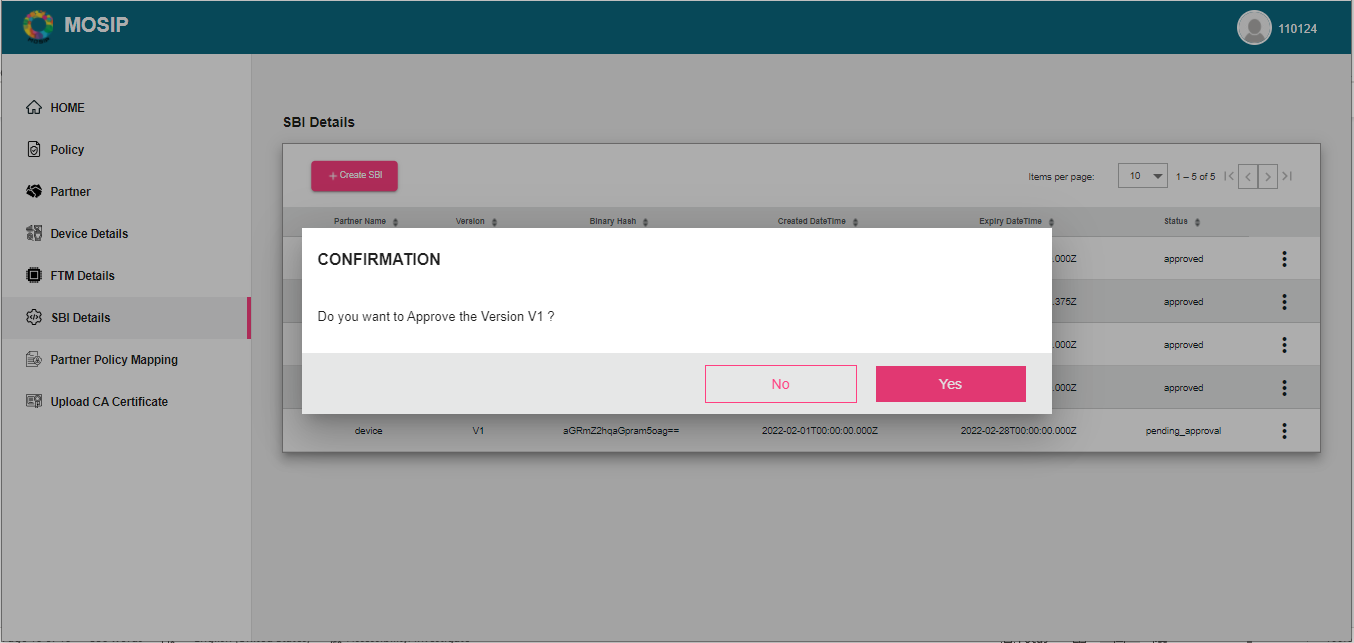 MOSIP
110124
HOME
Policy
Partner
Device Details
FTM Details
SBI Details
Partner Policy Mapping
Upload CA Certificate
SBI Details
+ Create SBI
Items per page: 10 1 – 5 of 5
Partner Name Version Binary Hash Created DateTime Expiry DateTime Status
.000Z approved
.375Z approved
.000Z approved
.000Z approved
CONFIRMATION
Do you want to Approve the Version V1 ?
No Yes
device V1 aGRmZ2hqaGpram5oag== 2022-02-01T00:00:00.000Z 2022-02-28T00:00:00.000Z pending_approval